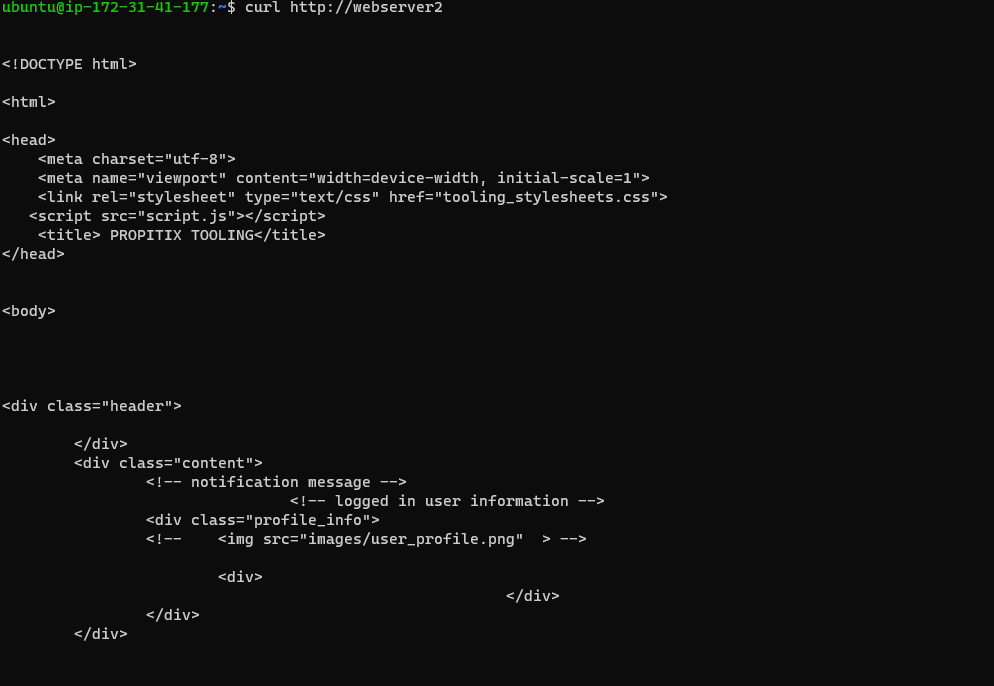 ubuntu@ip-172-31-41-177:~$ curl http://webserver2
<!DOCTYPE html>
<html>
<head>
    <meta charset="utf-8">
    <meta name="viewport" content="width=device-width, initial-scale=1">
    <link rel="stylesheet" type="text/css" href="tooling_stylesheets.css">
   <script src="script.js"></script>
    <title> PROPITIX TOOLING</title>
</head>
<body>
<div class="header">
        </div>
        <div class="content">
                <!-- notification message -->
                                <!-- logged in user information -->
                <div class="profile_info">
                <!--    <img src="images/user_profile.png"  > -->
                        <div>
                                                        </div>
                </div>
        </div>